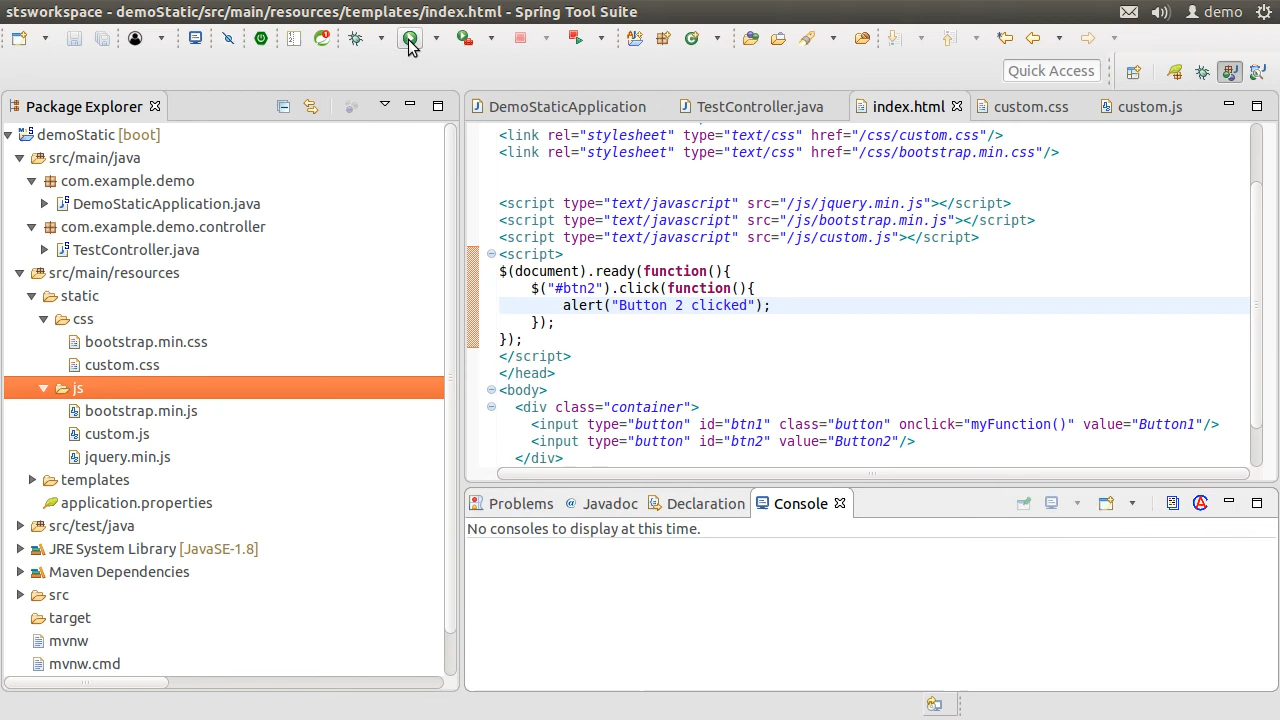 stsworkspace - demoStatic/src/main/resources/templates/index.html - Spring Tool Suite
demo
Quick Access
Package Explorer
demoStatic [boot]
src/main/java
com.example.demo
DemoStaticApplication.java
com.example.demo.controller
TestController.java
src/main/resources
static
css
bootstrap.min.css
custom.css
js
bootstrap.min.js
custom.js
jquery.min.js
templates
application.properties
src/test/java
JRE System Library [JavaSE-1.8]
Maven Dependencies
src
target
mvnw
mvnw.cmd
DemoStaticApplication
TestController.java
index.html
custom.css
custom.js
<link rel="stylesheet" type="text/css" href="/css/custom.css"/>
<link rel="stylesheet" type="text/css" href="/css/bootstrap.min.css"/>
<script type="text/javascript" src="/js/jquery.min.js"></script>
<script type="text/javascript" src="/js/bootstrap.min.js"></script>
<script type="text/javascript" src="/js/custom.js"></script>
<script>
$(document).ready(function(){
$("#btn2").click(function(){
alert("Button 2 clicked");
});
});
</script>
</head>
<body>
<div class="container">
<input type="button" id="btn1" class="button" onclick="myFunction()" value="Button1"/>
<input type="button" id="btn2" value="Button2"/>
</div>
Problems
Javadoc
Declaration
Console
No consoles to display at this time.